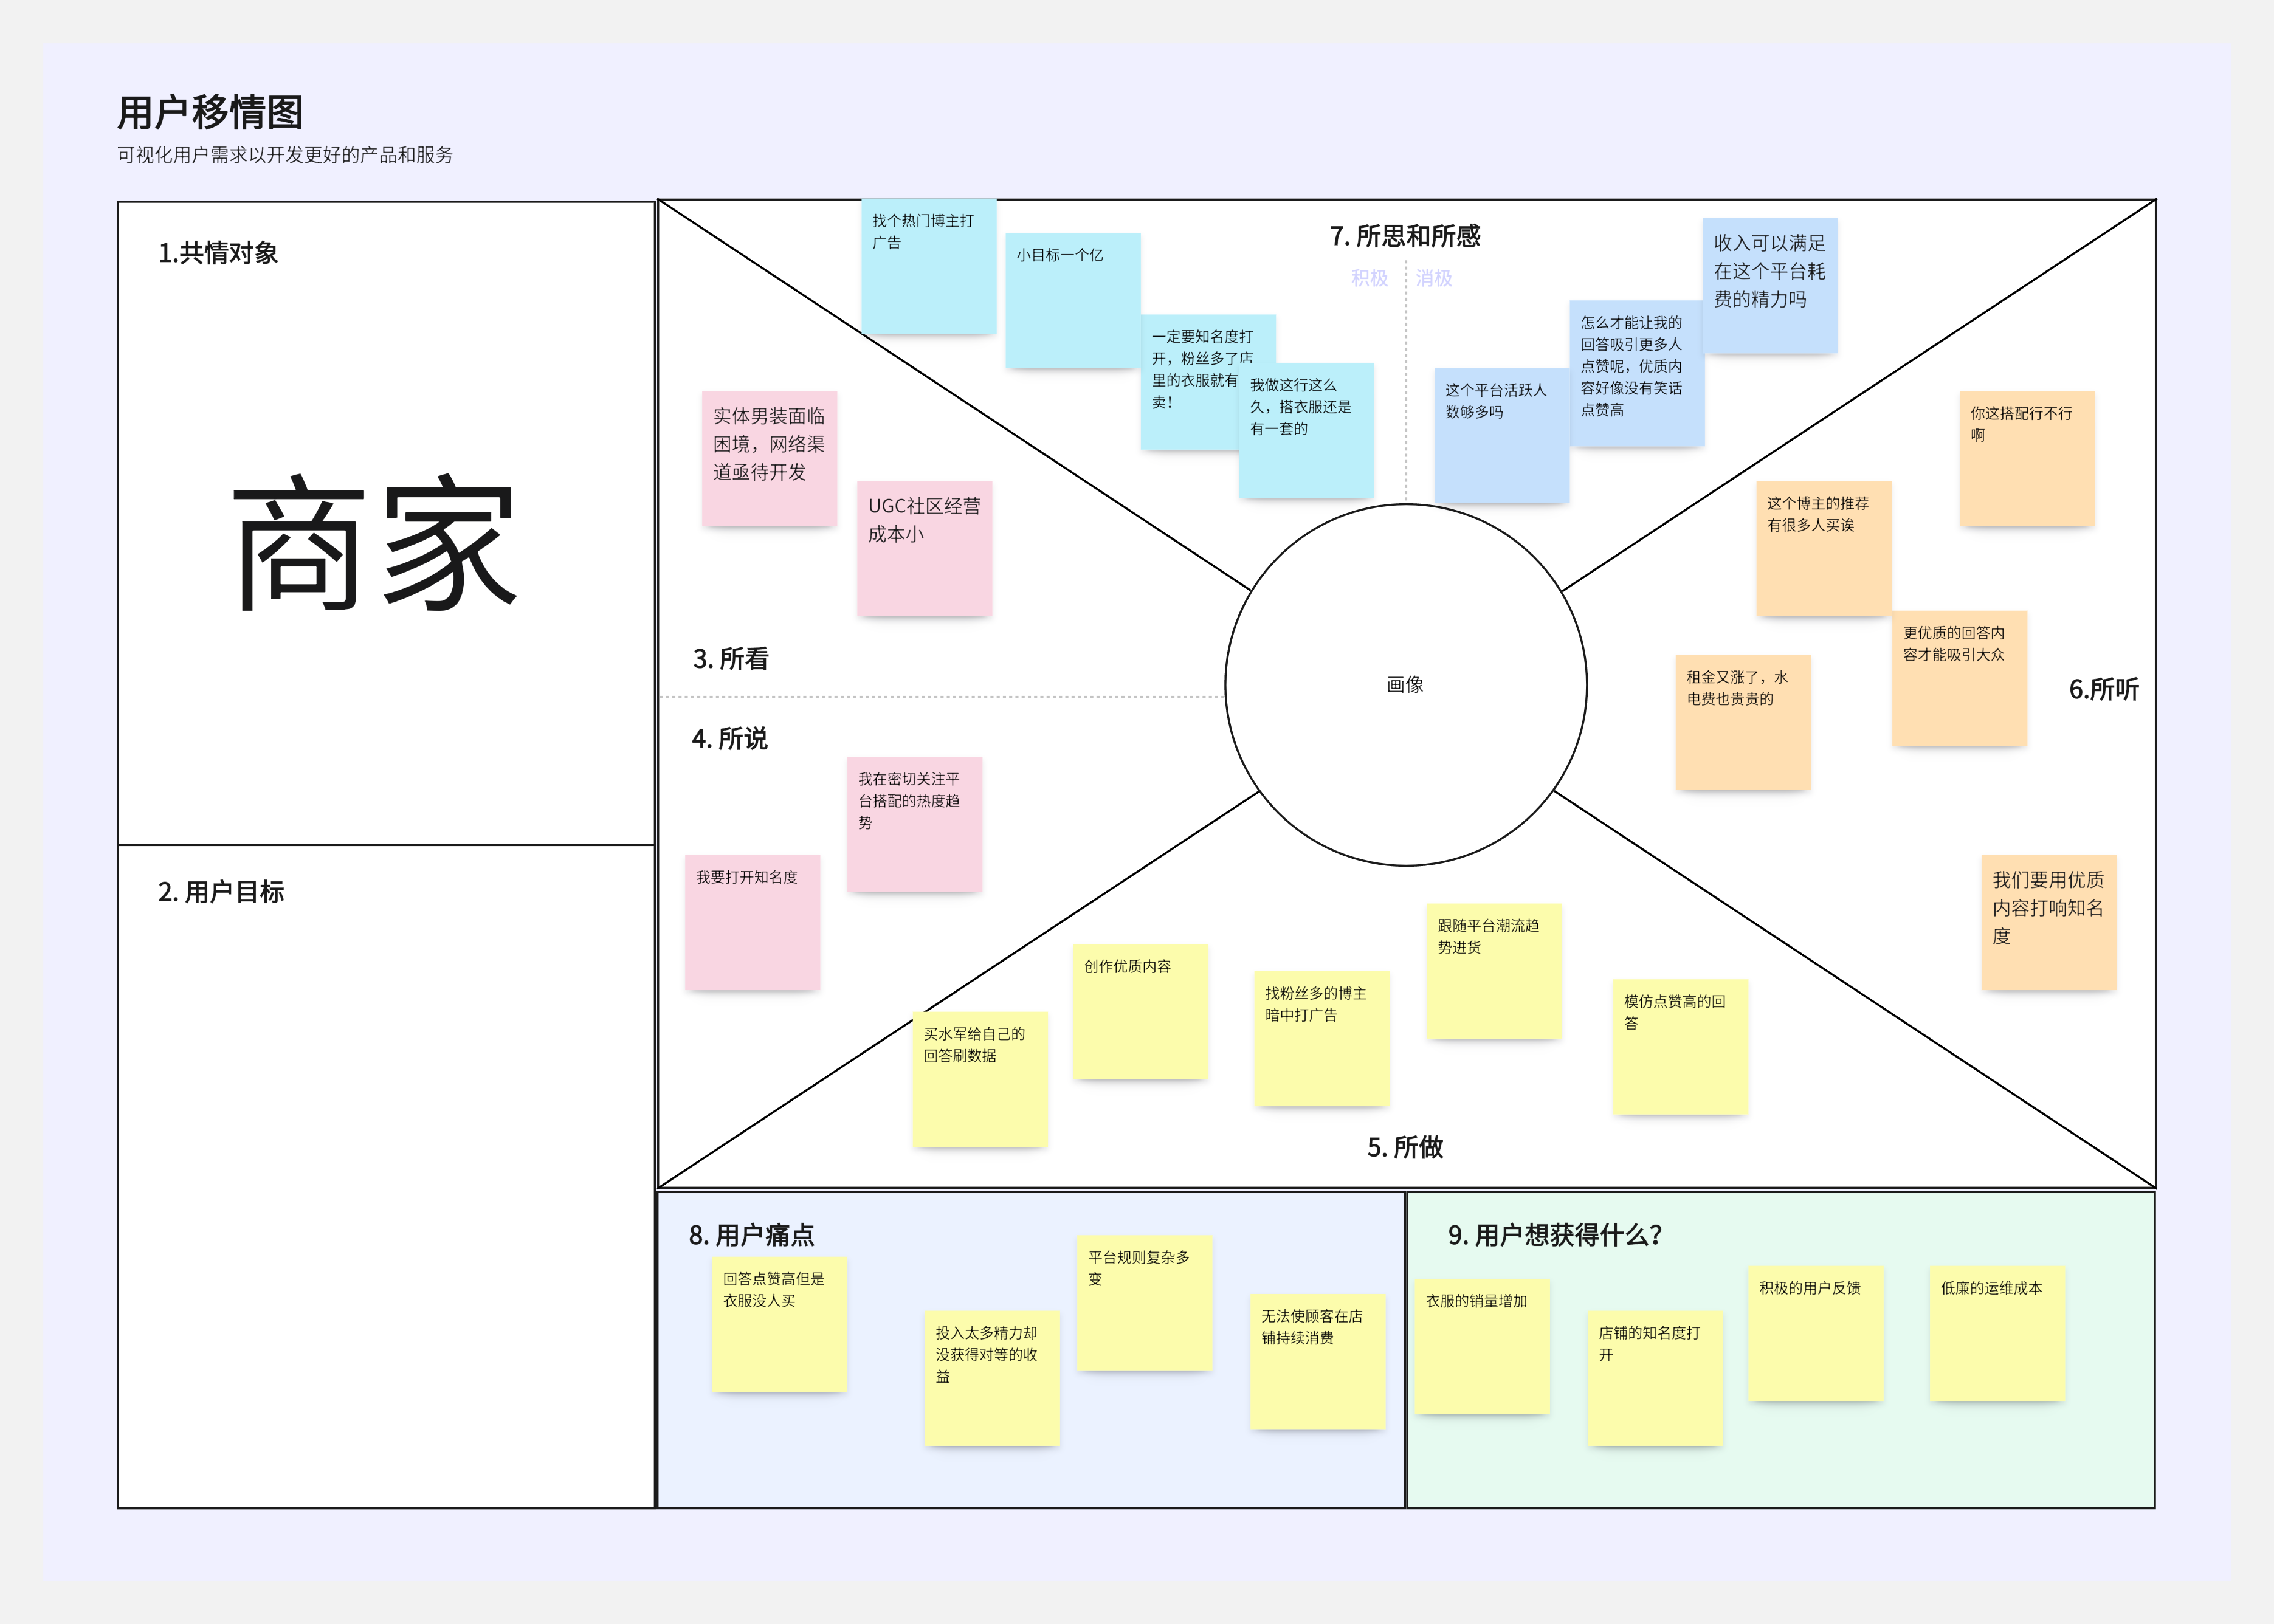 用户移情图
可视化用户需求以开发更好的产品和服务
1.共情对象
商家
2. 用户目标
7. 所思和所感
积极
消极
找个热门博主打
广告
小目标一个亿
一定要知名度打
开，粉丝多了店
里的衣服就有
卖！
我做这行这么
久，搭衣服还是
有一套的
这个平台活跃人
数够多吗
怎么才能让我的
回答吸引更多人
点赞呢，优质内
容好像没有笑话
点赞高
收入可以满足
在这个平台耗
费的精力吗
实体男装面临
困境，网络渠
道亟待开发
UGC社区经营
成本小
3. 所看
4. 所说
我在密切关注平
台搭配的热度趋
势
我要打开知名度
画像
你这搭配行不行
啊
这个博主的推荐
有很多人买诶
更优质的回答内
容才能吸引大众
租金又涨了，水
电费也贵贵的
6.所听
我们要用优质
内容打响知名
度
买水军给自己的
回答刷数据
创作优质内容
找粉丝多的博主
暗中打广告
跟随平台潮流趋
势进货
模仿点赞高的回
答
5. 所做
8. 用户痛点
回答点赞高但是
衣服没人买
投入太多精力却
没获得对等的收
益
平台规则复杂多
变
无法使顾客在店
铺持续消费
9. 用户想获得什么？
衣服的销量增加
店铺的知名度打
开
积极的用户反馈
低廉的运维成本